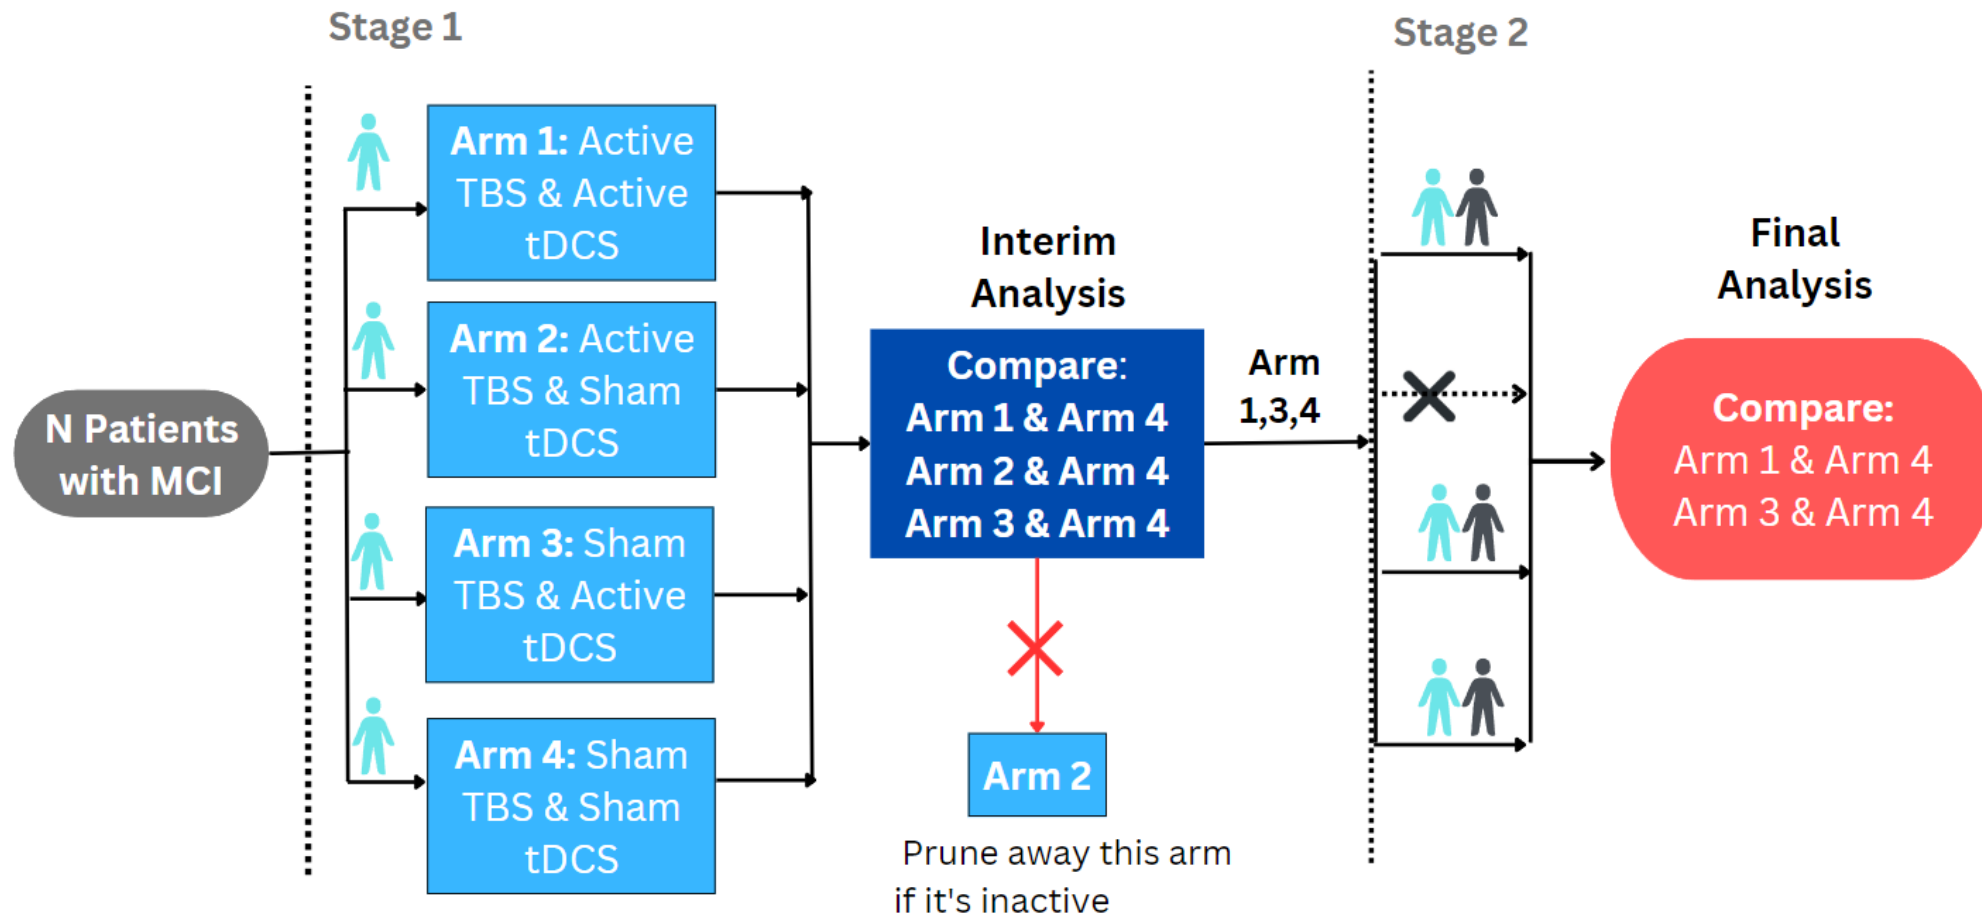 Stage 1
Stage 2
N Patients
with MCI
Arm 1: Active
TBS & Active
tDCS
Arm 2: Active
TBS & Sham
tDCS
Arm 3: Sham
TBS & Active
tDCS
Arm 4: Sham
TBS & Sham
tDCS
Interim
Analysis
Compare:
Arm 1 & Arm 4
Arm 2 & Arm 4
Arm 3 & Arm 4
Arm 2
Prune away this arm
if it's inactive
Arm
1,3,4
Final
Analysis
Compare:
Arm 1 & Arm 4
Arm 3 & Arm 4